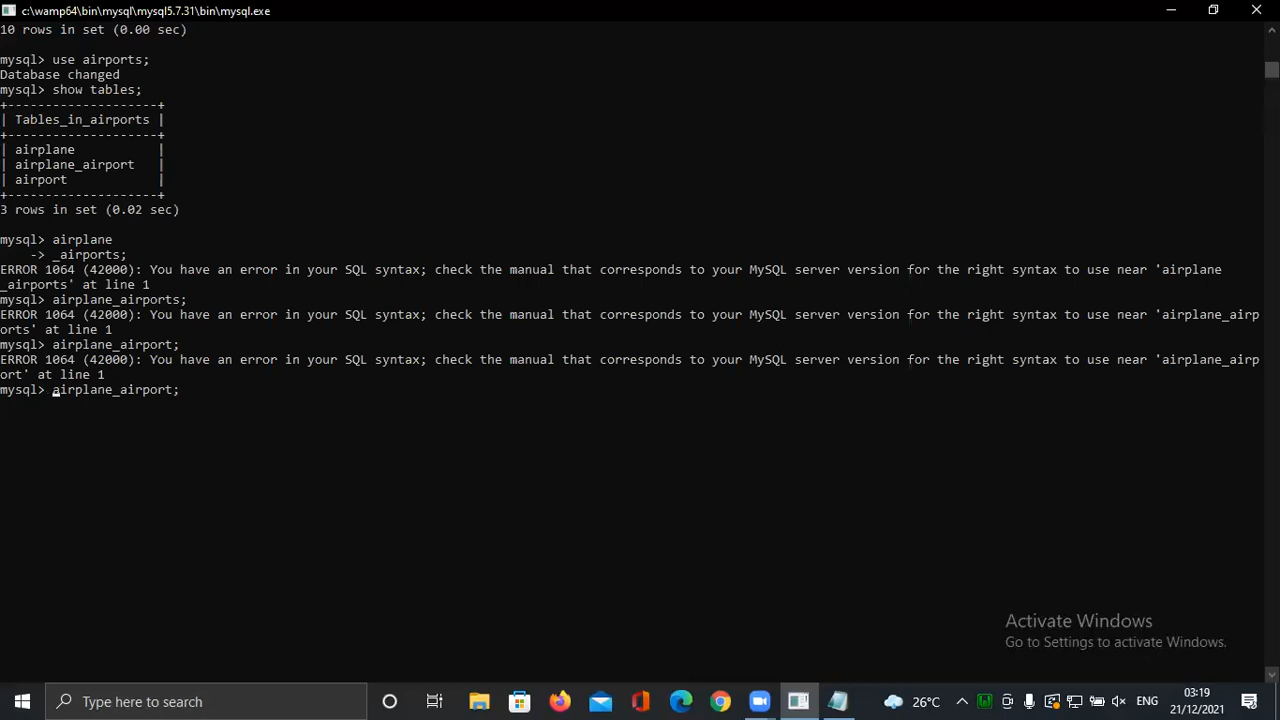 c:\wamp64\bin\mysql\mysql5.7.31\bin\mysql.exe
10 rows in set (0.00 sec)
mysql> use airports;
Database changed
mysql> show tables;
+--------------------+
| Tables_in_airports |
+--------------------+
| airplane           |
| airplane_airport   |
| airport            |
+--------------------+
3 rows in set (0.02 sec)
mysql> airplane
    -> _airports;
ERROR 1064 (42000): You have an error in your SQL syntax; check the manual that corresponds to your MySQL server version for the right syntax to use near 'airplane
_airports' at line 1
mysql> airplane_airports;
ERROR 1064 (42000): You have an error in your SQL syntax; check the manual that corresponds to your MySQL server version for the right syntax to use near 'airplane_airp
orts' at line 1
mysql> airplane_airport;
ERROR 1064 (42000): You have an error in your SQL syntax; check the manual that corresponds to your MySQL server version for the right syntax to use near 'airplane_airp
ort' at line 1
mysql> airplane_airport;
Activate Windows
Go to Settings to activate Windows.
Type here to search
26°C
ENG
03:19
21/12/2021